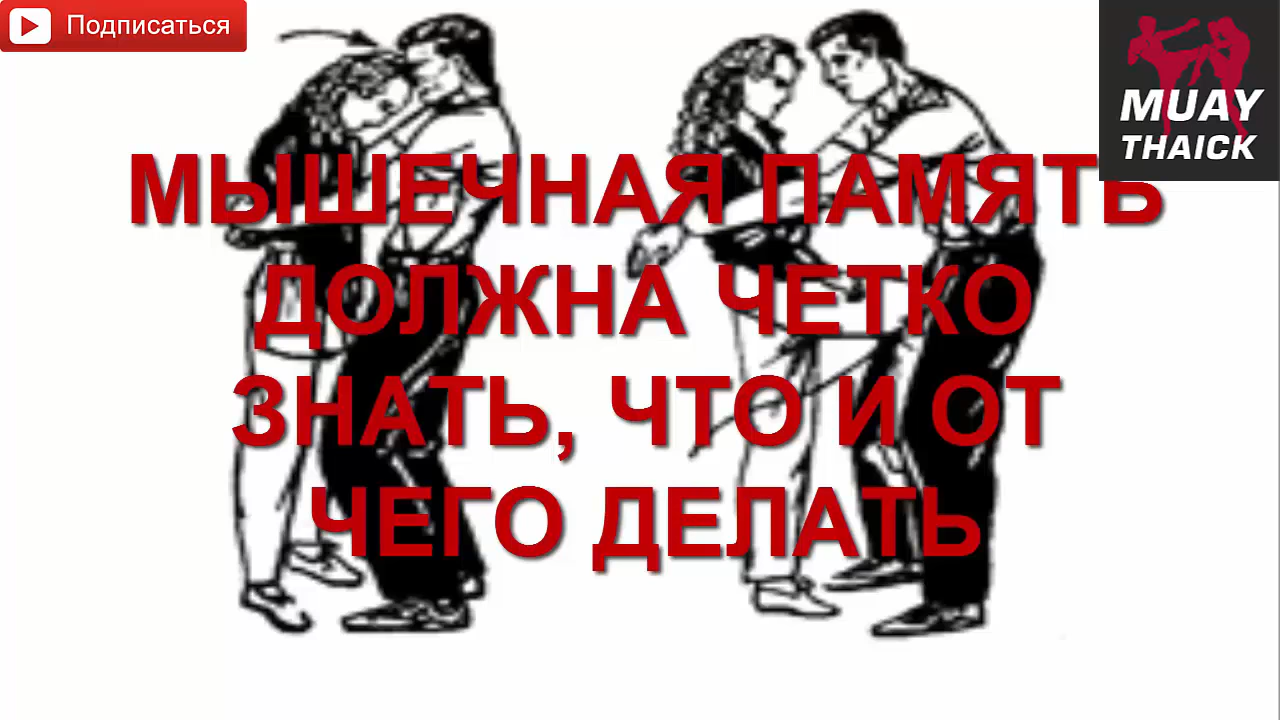 Подписаться
MUAY
THAICK
МЫШЕЧНАЯ ПАМЯТЬ
ДОЛЖНА ЧЕТКО
ЗНАТЬ, ЧТО И ОТ
ЧЕГО ДЕЛАТЬ